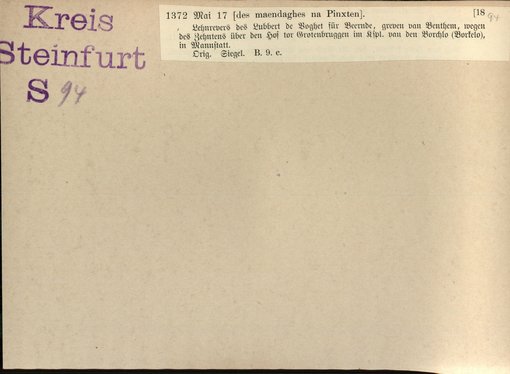 Kreis
Steinfurt
S 94
1372 Mai 17 [des maendaghes na Pinxten]. [18 94
Lehnrevers des Lubbert de Voghet für Beernde, greven van Benthem, wegen
des Zehntens über den Hof tor Grotenbruggen im Kspl. van den Borchlo (Borkelo),
in Mannstatt.
Orig. Siegel. B. 9. e.